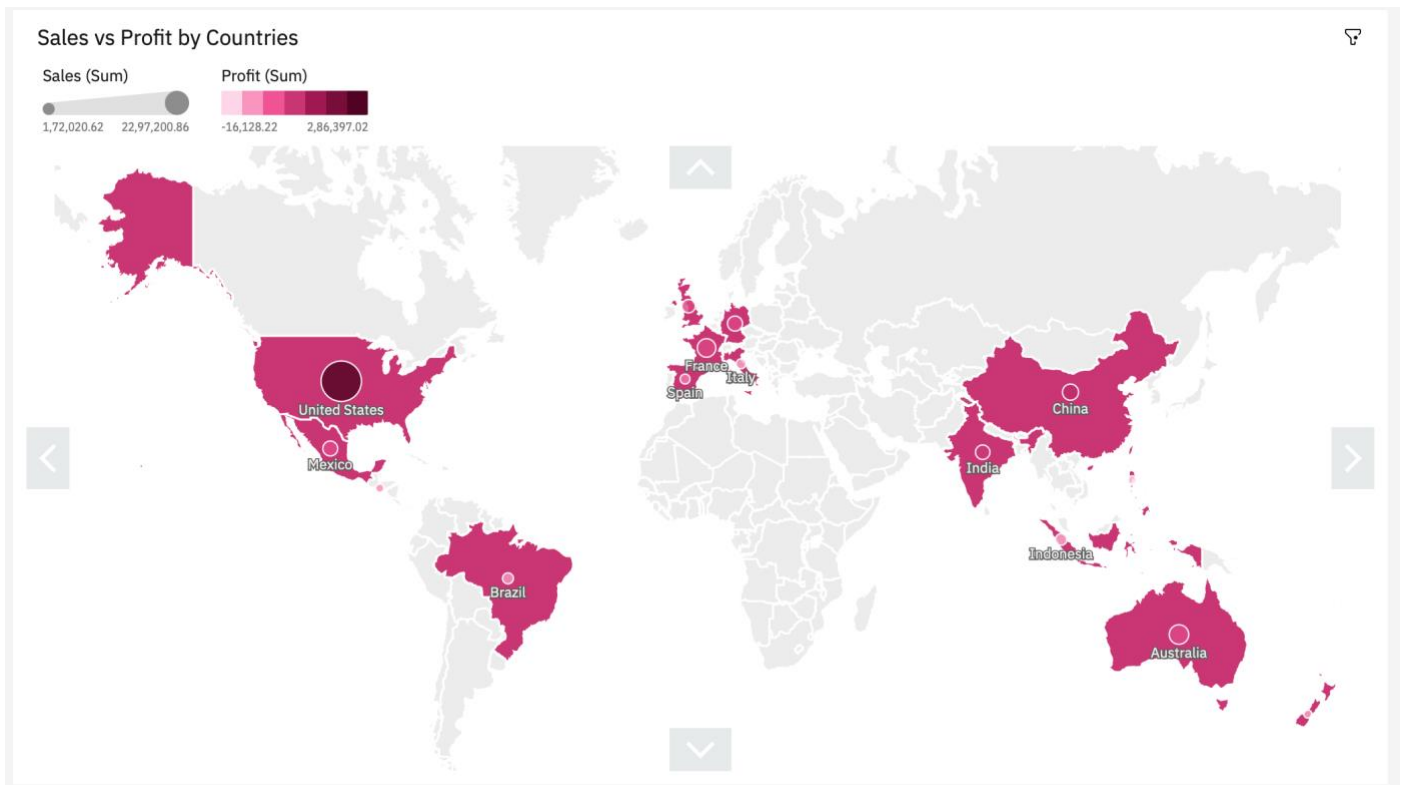 Sales vs Profit by Countries
Sales (Sum)
Profit (Sum)
1,72,020.62
22,97,200.86
-16,128.22
2,86,397.02
France
Italy
Spain
United States
China
Mexico
India
Indonesia
Brazil
Australia